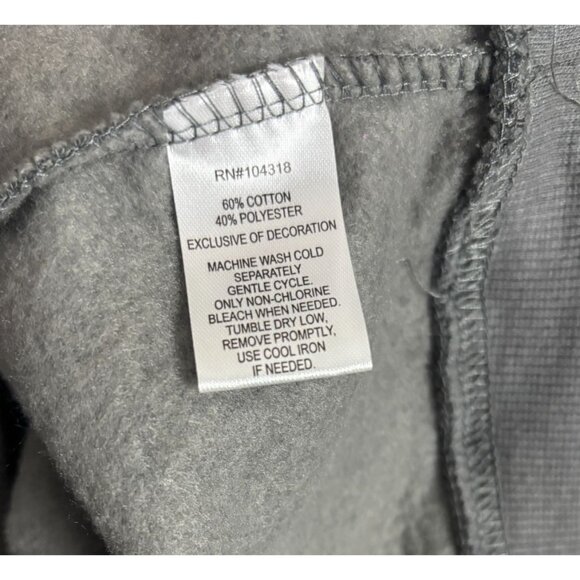 RN#104318
60% COTTON
40% POLYESTER
EXCLUSIVE OF DECORATION
MACHINE WASH COLD
SEPARATELY
GENTLE CYCLE.
ONLY NON-CHLORINE
BLEACH WHEN NEEDED.
TUMBLE DRY LOW,
REMOVE PROMPTLY,
USE COOL IRON
IF NEEDED.